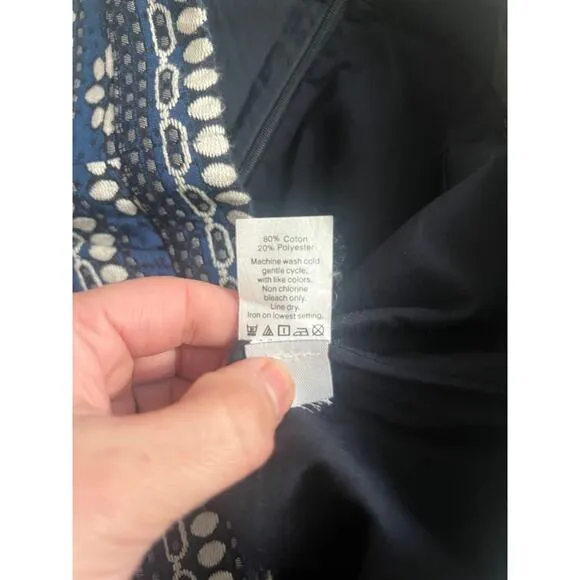 80% Coton
20% Polyester
Machine wash cold
gentle cycle,
with like colors.
Non chlorine
bleach only.
Line dry.
Iron on lowest setting.